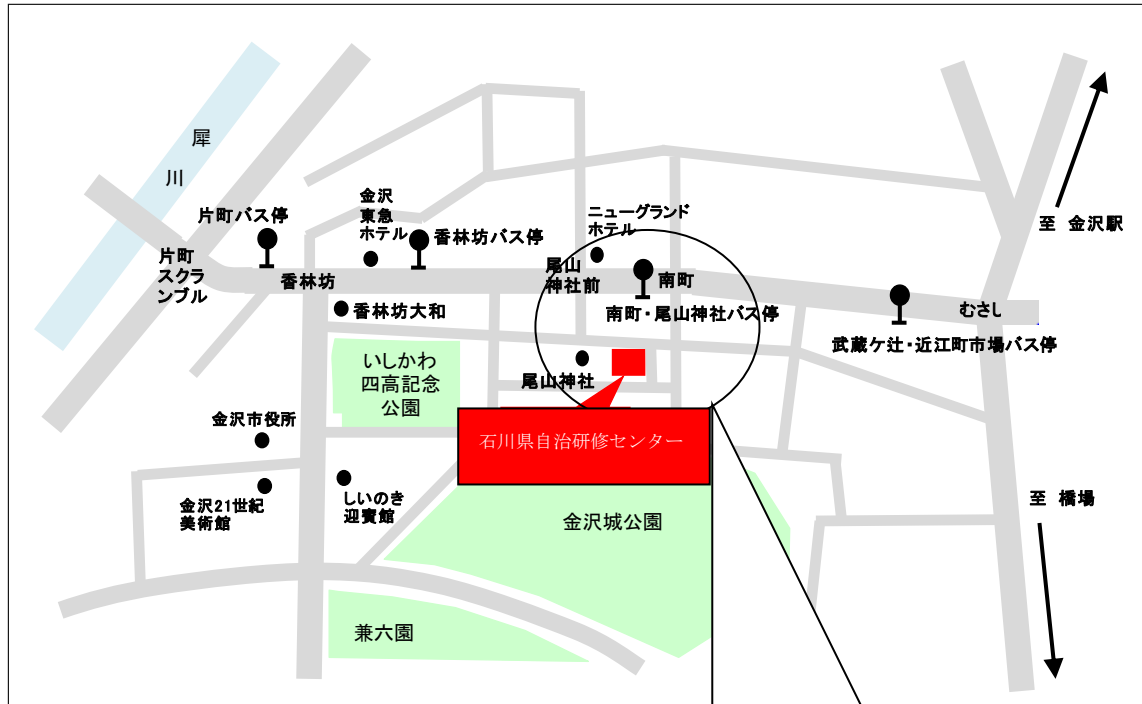 犀
川
片町バス停
金沢
東急
ホテル
香林坊バス停
ニューグランド
ホテル
至 金沢駅
片町
スクラ
ンブル
香林坊
尾山
神社前
南町
むさし
香林坊大和
南町・尾山神社バス停
武蔵ケ辻・近江町市場バス停
いしかわ
四高記念
公園
尾山神社
金沢市役所
石川県自治研修センター
金沢21世紀
美術館
しいのき
迎賓館
金沢城公園
至 橋場
兼六園